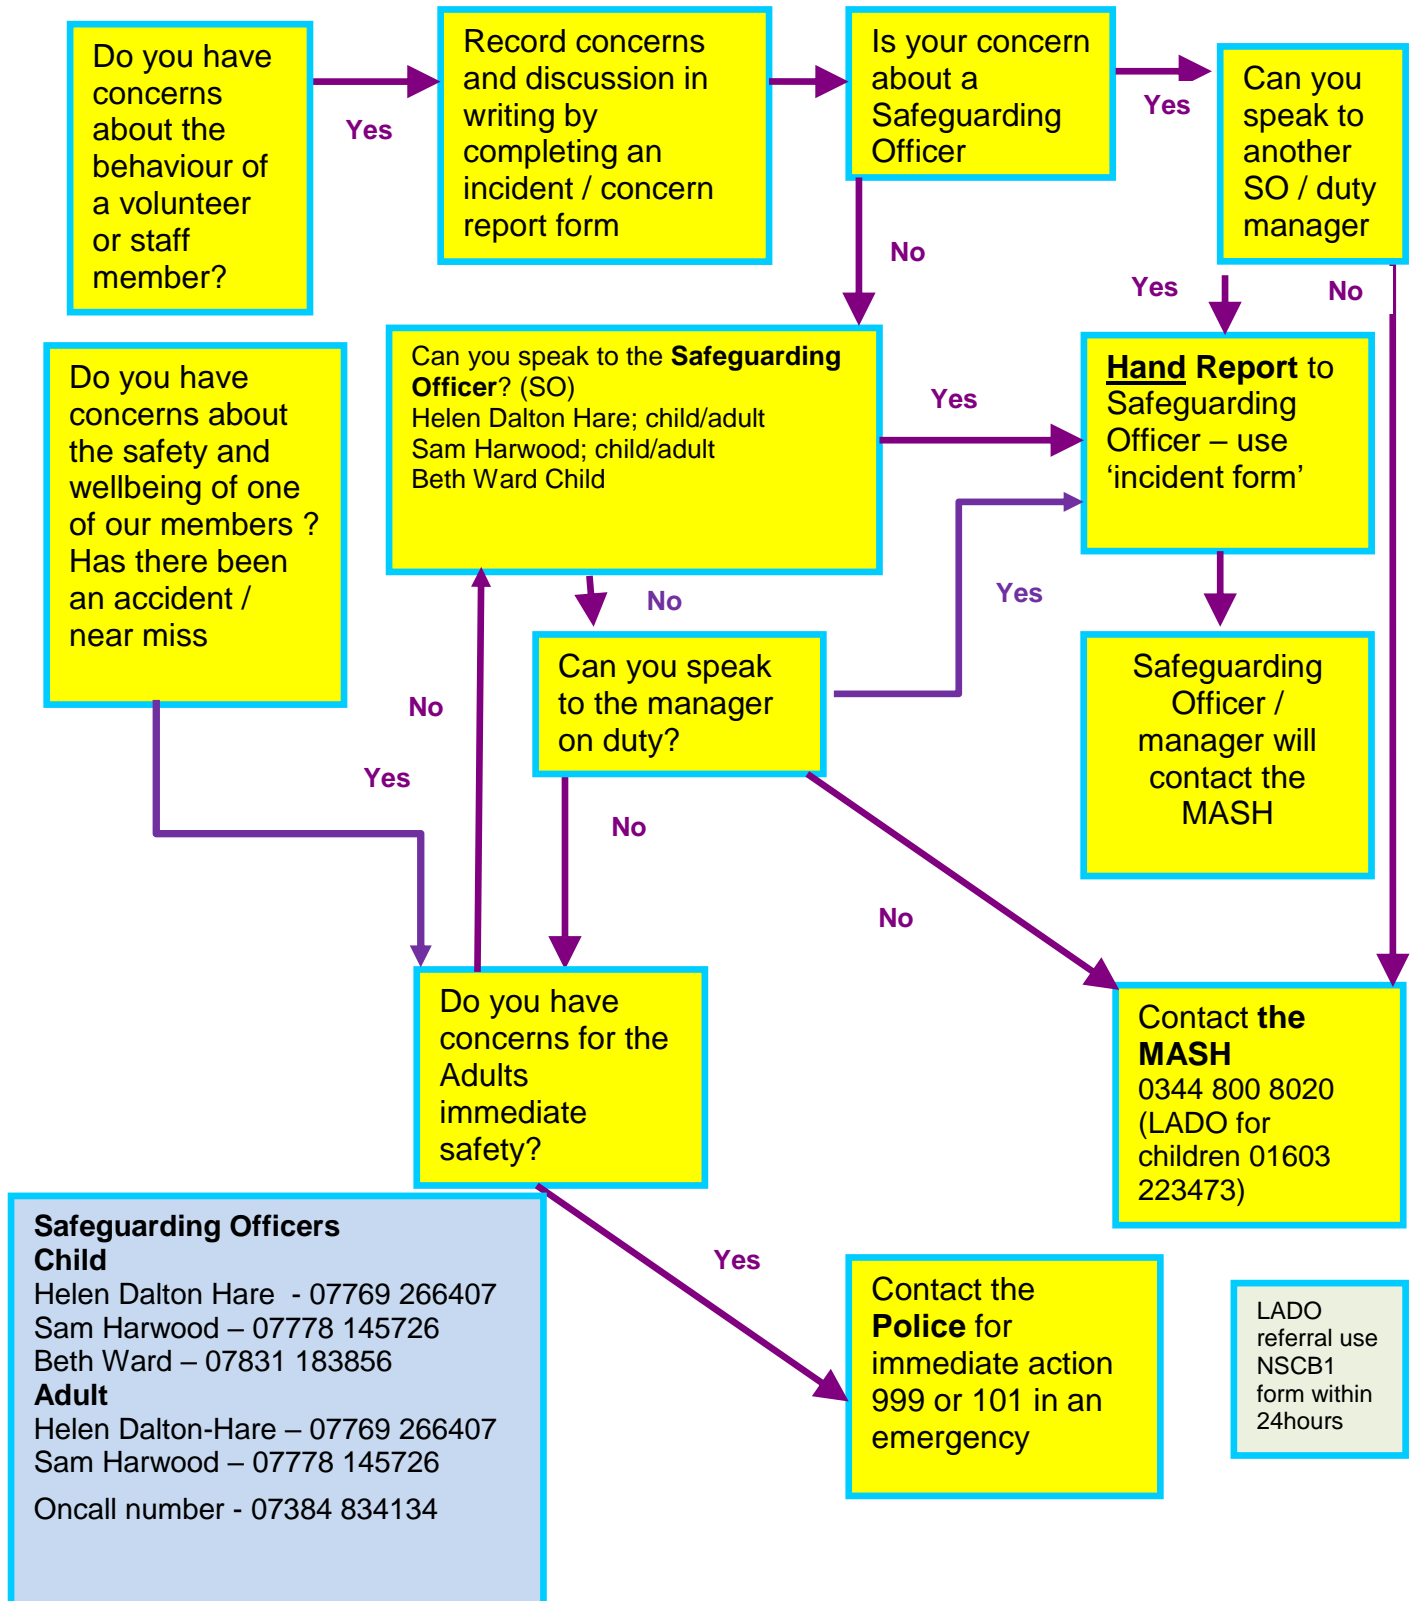 Do you have
concerns
about the
behaviour of
a volunteer
or staff
member?
Yes
Record concerns
and discussion in
writing by
completing an
incident / concern
report form
Is your concern
about a
Safeguarding
Officer
Yes
Can you
speak to
another
SO / duty
manager
No
Yes
No
Do you have
concerns about
the safety and
wellbeing of one
of our members ?
Has there been
an accident /
near miss
Can you speak to the Safeguarding
Officer? (SO)
Helen Dalton Hare; child/adult
Sam Harwood; child/adult
Beth Ward Child
Yes
Hand Report to
Safeguarding
Officer – use
‘incident form’
No
Yes
Can you speak
to the manager
on duty?
Safeguarding
Officer /
manager will
contact the
MASH
No
Yes
No
No
Do you have
concerns for the
Adults
immediate
safety?
Contact the
MASH
0344 800 8020
(LADO for
children 01603
223473)
Safeguarding Officers
Child
Helen Dalton Hare  - 07769 266407
Sam Harwood – 07778 145726
Beth Ward – 07831 183856
Adult
Helen Dalton-Hare – 07769 266407
Sam Harwood – 07778 145726
Oncall number - 07384 834134
Yes
Contact the
Police for
immediate action
999 or 101 in an
emergency
LADO
referral use
NSCB1
form within
24hours